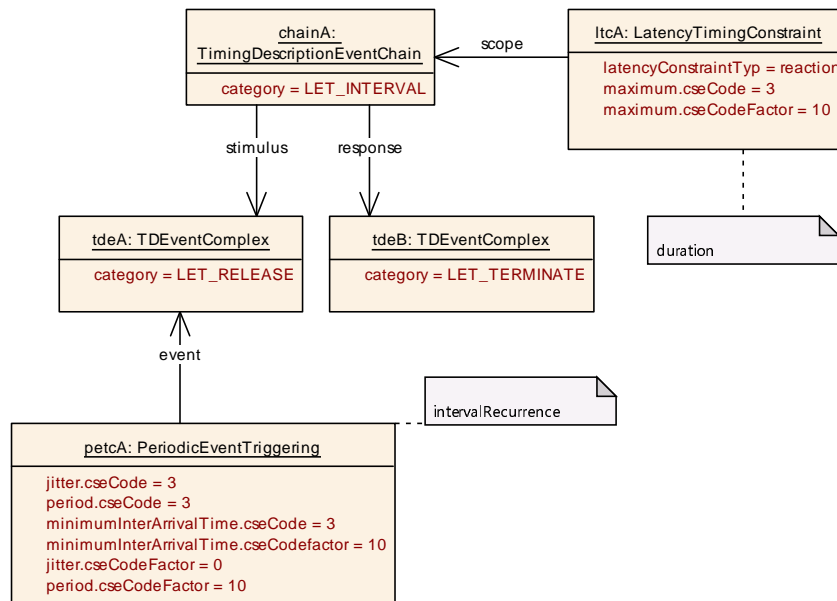 chainA:
TimingDescriptionEventChain
category = LET_INTERVAL
scope
ltcA: LatencyTimingConstraint
latencyConstraintTyp = reaction
maximum.cseCode = 3
maximum.cseCodeFactor = 10
stimulus
response
duration
tdeA: TDEventComplex
category = LET_RELEASE
tdeB: TDEventComplex
category = LET_TERMINATE
event
intervalRecurrence
petcA: PeriodicEventTriggering
jitter.cseCode = 3
period.cseCode = 3
minimumInterArrivalTime.cseCode = 3
minimumInterArrivalTime.cseCodefactor = 10
jitter.cseCodeFactor = 0
period.cseCodeFactor = 10